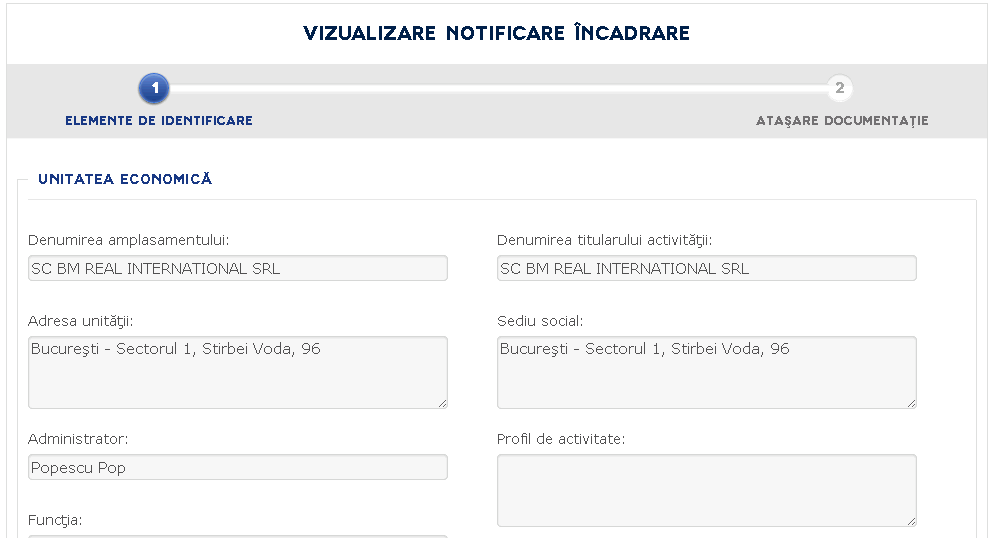 VIZUALIZARE NOTIFICARE ÎNCADRARE
1
2
ELEMENTE DE IDENTIFICARE
ATAŞARE DOCUMENTAŢIE
UNITATEA ECONOMICĂ
Denumirea amplasamentului:
Denumirea titularului activităţii:
SC BM REAL INTERNATIONAL SRL
SC BM REAL INTERNATIONAL SRL
Adresa unităţii:
Sediu social:
Bucureşti - Sectorul 1, Stirbei Voda, 96
Bucureşti - Sectorul 1, Stirbei Voda, 96
Administrator:
Profil de activitate:
Popescu Pop
Funcţia: